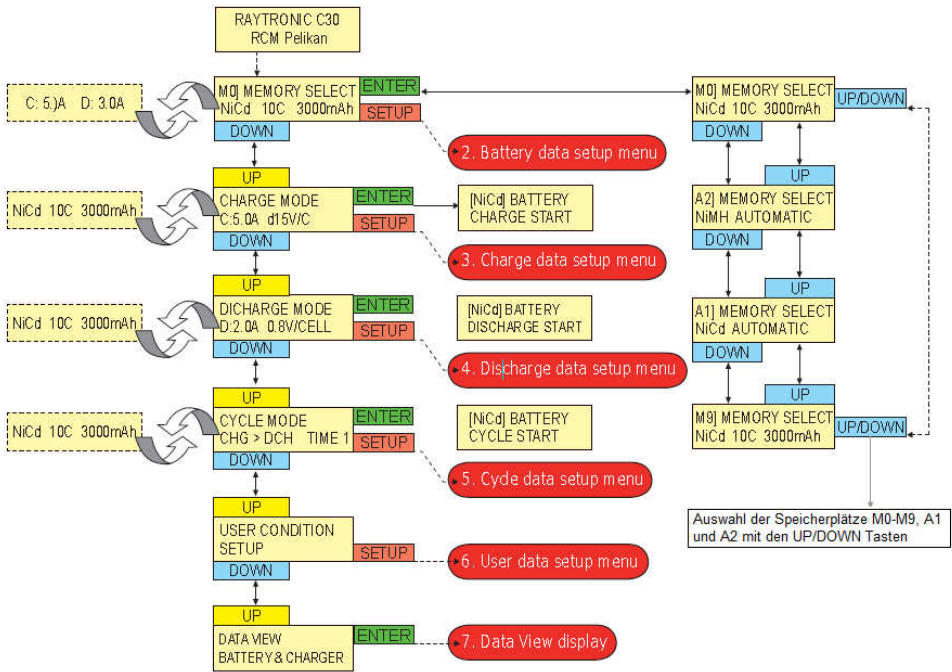 RAYTRONIC C30
RCM Pelikan
C: 5.)A D: 3.0A
M0] MEMORY SELECT
NiCd 10C 3000mAh
ENTER
SETUP
DOWN
2. Battery data setup menu
UP
NiCd 10C 3000mAh
CHARGE MODE
C:5.0A d15V/C
ENTER
SETUP
DOWN
[NiCd] BATTERY
CHARGE START
3. Charge data setup menu
UP
NiCd 10C 3000mAh
DICHARGE MODE
D:2.0A 0.8V/CELL
ENTER
SETUP
DOWN
[NiCd] BATTERY
DISCHARGE START
4. Discharge data setup menu
UP
NiCd 10C 3000mAh
CYCLE MODE
CHG > DCH TIME 1
ENTER
SETUP
DOWN
[NiCd] BATTERY
CYCLE START
5. Cycle data setup menu
UP
USER CONDITION
SETUP
SETUP
DOWN
6. User data setup menu
UP
DATA VIEW
BATTERY & CHARGER
ENTER
7. Data View display
M0] MEMORY SELECT
NiCd 10C 3000mAh
UP/DOWN
DOWN
UP
A2] MEMORY SELECT
NiMH AUTOMATIC
DOWN
UP
A1] MEMORY SELECT
NiCd AUTOMATIC
DOWN
UP
M9] MEMORY SELECT
NiCd 10C 3000mAh
UP/DOWN
Auswahl der Speicherplätze M0-M9, A1
und A2 mit den UP/DOWN Tasten